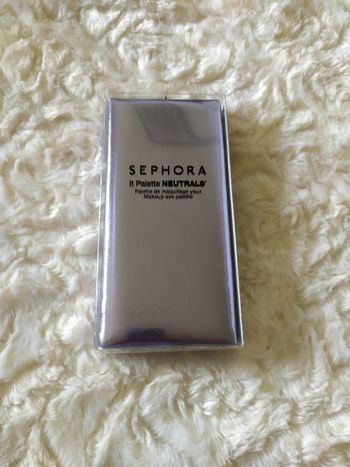 SEPHORA
It Palette NEUTRALS'
Palette de maquillage yeux
Makeup eye palette